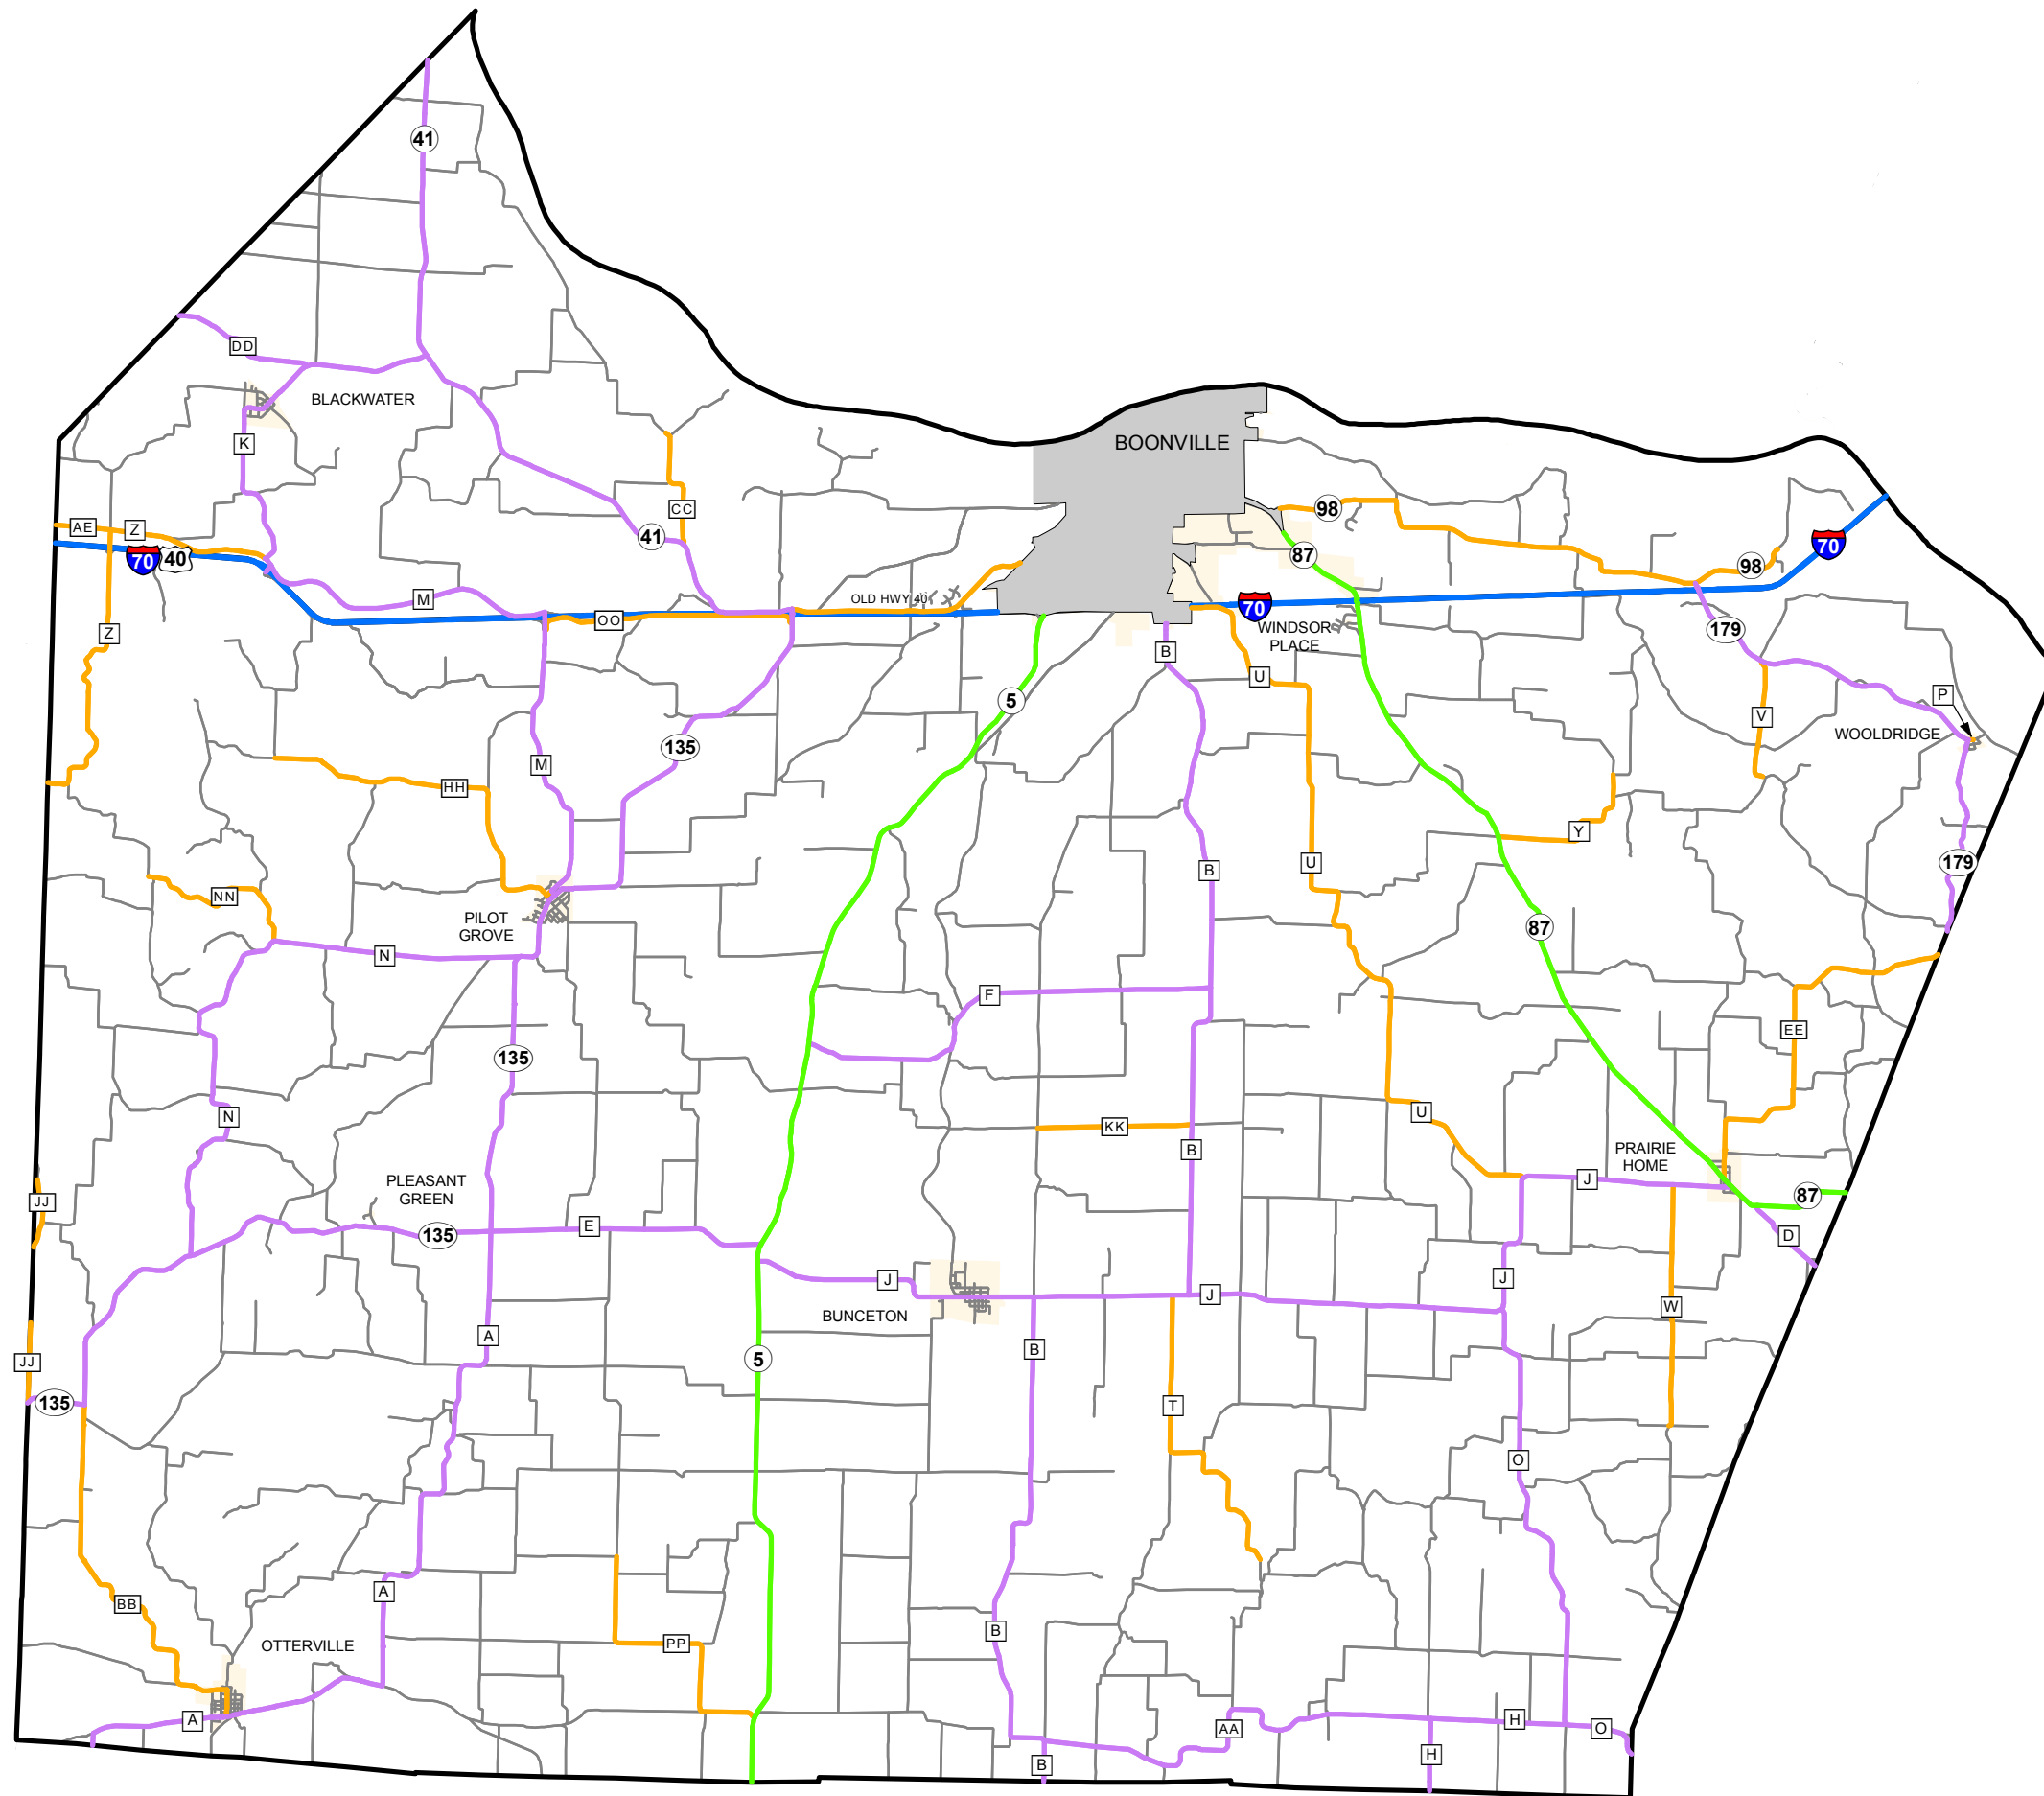 41
DD
BLACKWATER
BOONVILLE
K
CC
98
AE
Z
41
70
40
87
70
98
M
OLD HWY 40
70
OO
Z
WINDSOR
PLACE
179
B
U
5
P
V
WOOLDRIDGE
135
M
HH
Y
U
179
B
NN
PILOT
GROVE
87
N
F
EE
135
N
U
KK
B
PRAIRIE
HOME
PLEASANT
GREEN
J
JJ
87
E
135
D
J
J
J
BUNCETON
W
A
B
5
JJ
135
T
O
A
BB
B
OTTERVILLE
PP
A
H
O
AA
H
B